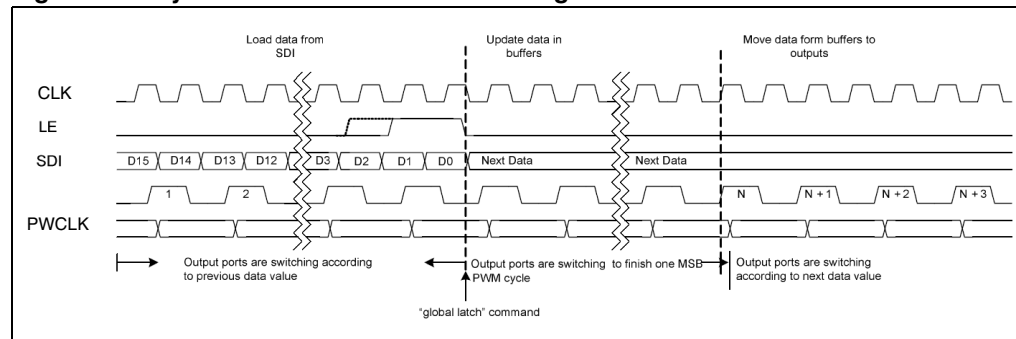 Load data from
SDI
Update data in
buffers
Move data form buffers to
outputs
CLK
LE
SDI
D15 D14 D13 D12 D3 D2 D1 D0 Next Data Next Data
1 2 N N + 1 N + 2 N + 3
PWCLK
Output ports are switching according
to previous data value
Output ports are switching to finish one MSB
PWM cycle
Output ports are switching
according to next data value
"global latch" command